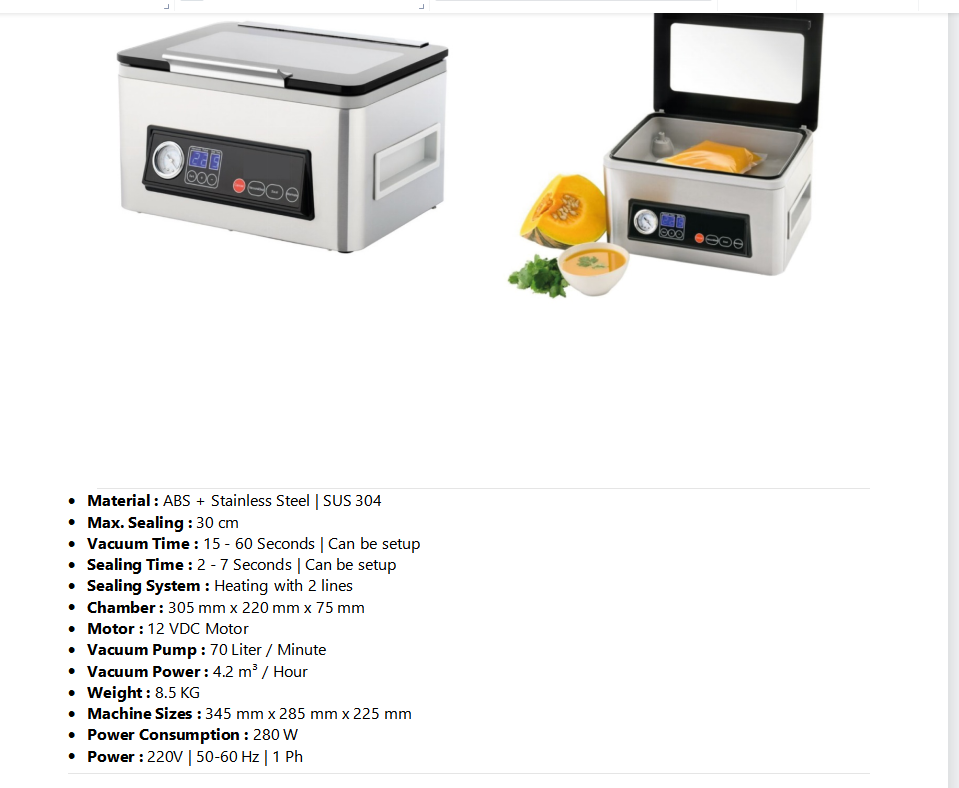 Material : ABS + Stainless Steel | SUS 304
Max. Sealing : 30 cm
Vacuum Time : 15 - 60 Seconds | Can be setup
Sealing Time : 2 - 7 Seconds | Can be setup
Sealing System : Heating with 2 lines
Chamber : 305 mm x 220 mm x 75 mm
Motor : 12 VDC Motor
Vacuum Pump : 70 Liter / Minute
Vacuum Power : 4.2 m³ / Hour
Weight : 8.5 KG
Machine Sizes : 345 mm x 285 mm x 225 mm
Power Consumption : 280 W
Power : 220V | 50-60 Hz | 1 Ph